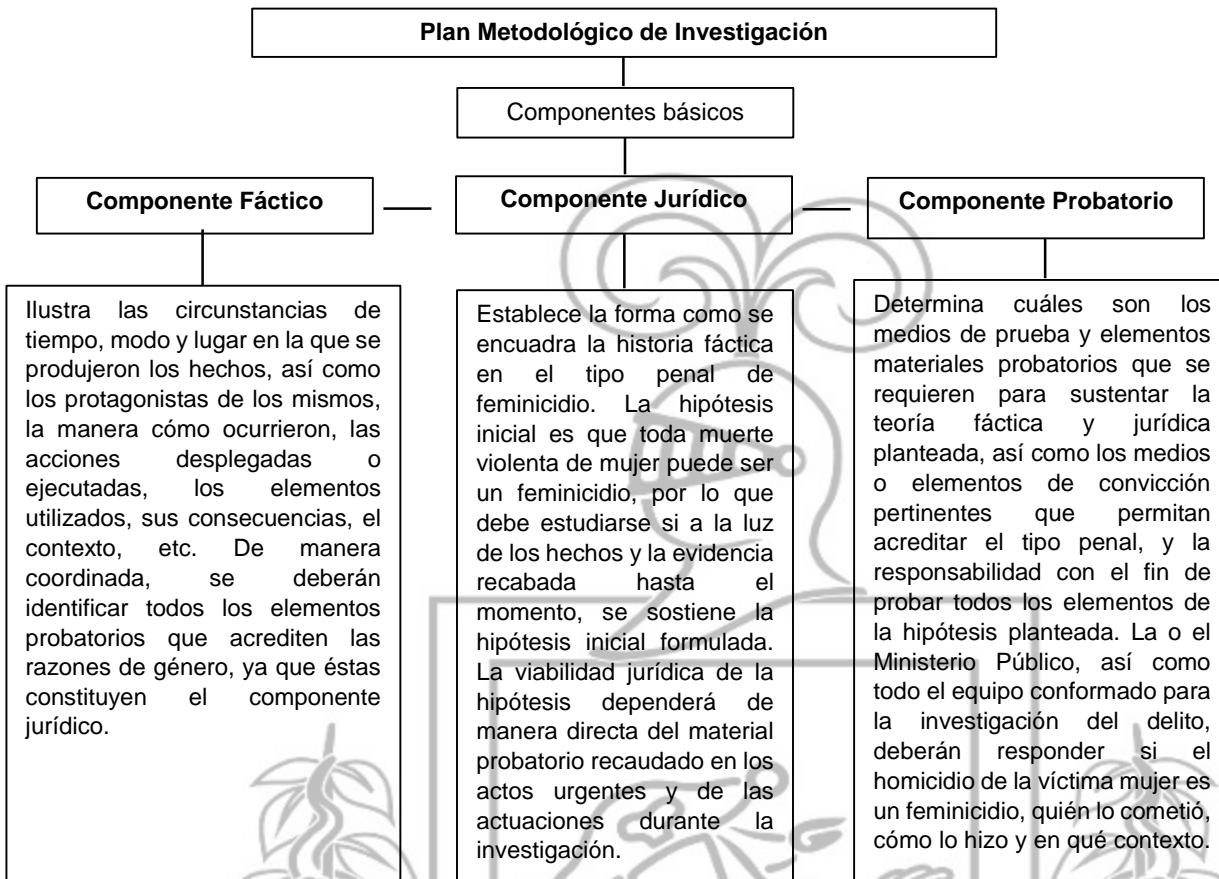 Plan Metodológico de Investigación
Componentes básicos
Componente Fáctico
Componente Jurídico
Componente Probatorio
Ilustra las circunstancias de
tiempo, modo y lugar en la que se
produjeron los hechos, así como
los protagonistas de los mismos,
la manera cómo ocurrieron, las
acciones desplegadas o
ejecutadas, los elementos
utilizados, sus consecuencias, el
contexto, etc. De manera
coordinada, se deberán
identificar todos los elementos
probatorios que acrediten las
razones de género, ya que éstas
constituyen el componente
jurídico.
Establece la forma como se
encuadra la historia fáctica
en el tipo penal de
feminicidio. La hipótesis
inicial es que toda muerte
violenta de mujer puede ser
un feminicidio, por lo que
debe estudiarse si a la luz
de los hechos y la evidencia
recabada hasta el
momento, se sostiene la
hipótesis inicial formulada.
La viabilidad jurídica de la
hipótesis dependerá de
manera directa del material
probatorio recaudado en los
actos urgentes y de las
actuaciones durante la
investigación.
Determina cuáles son los
medios de prueba y elementos
materiales probatorios que se
requieren para sustentar la
teoría fáctica y jurídica
planteada, así como los medios
o elementos de convicción
pertinentes que permitan
acreditar el tipo penal, y la
responsabilidad con el fin de
probar todos los elementos de
la hipótesis planteada. La o el
Ministerio Público, así como
todo el equipo conformado para
la investigación del delito,
deberán responder si el
homicidio de la víctima mujer es
un feminicidio, quién lo cometió,
cómo lo hizo y en qué contexto.